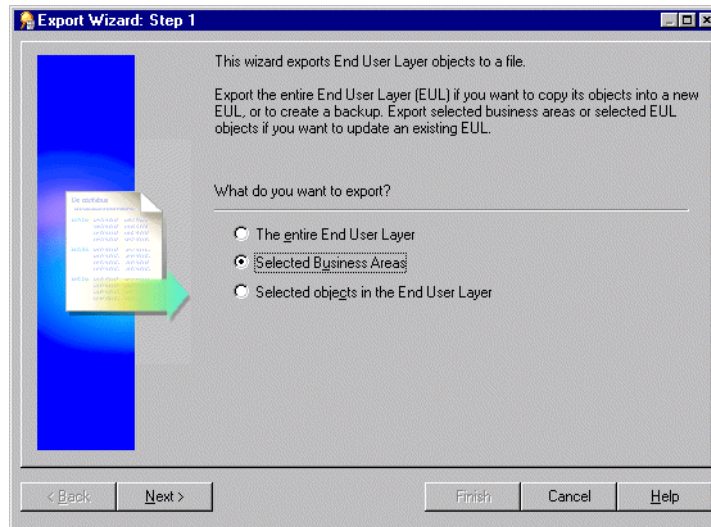 Export Wizard: Step 1
This wizard exports End User Layer objects to a file.
Export the entire End User Layer (EUL) if you want to copy its objects into a new
EUL, or to create a backup. Export selected business areas or selected EUL
objects if you want to update an existing EUL.
What do you want to export?
The entire End User Layer
Selected Business Areas
Selected objects in the End User Layer
< Back Next > Finish Cancel Help